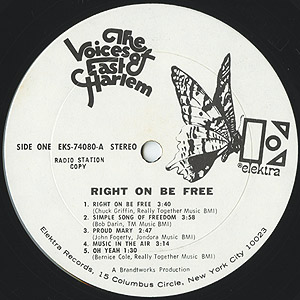 The
Voices of
East
Harlem
SIDE ONE EKS-74080-A STEREO
RADIO STATION
COPY
elektra
RIGHT ON BE FREE
1. RIGHT ON BE FREE 3:40
(Chuck Griffin, Really Together Music BMI)
2. SIMPLE SONG OF FREEDOM 3:58
(Bob Darin, TM Music BMI)
3. PROUD MARY 2:47
(John Fogerty, Jondora Music BMI)
4. MUSIC IN THE AIR 3:14
5. OH YEAH 1:30
(Bernice Cole, Really Together Music BMI)
A Brandtworks Production
Elektra Records, 15 Columbus Circle, New York City 10023